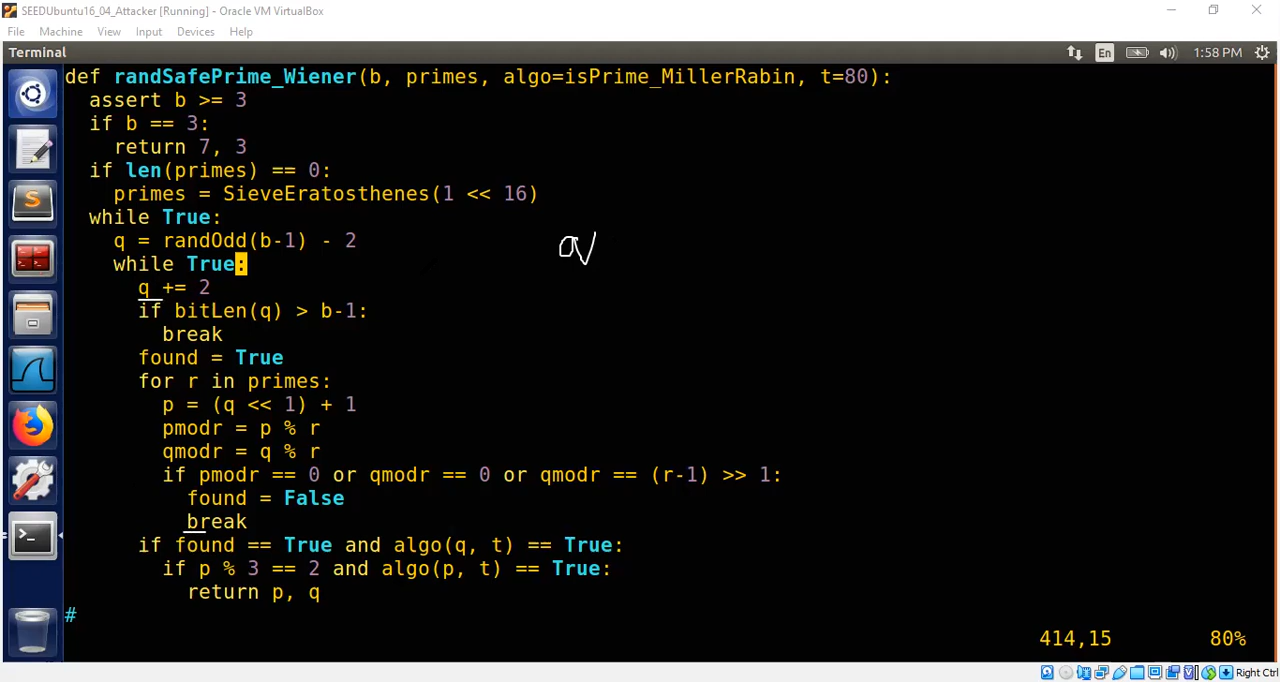 SEEDUbuntu16_04_Attacker [Running] - Oracle VM VirtualBox
File Machine View Input Devices Help
Terminal En 1:58 PM
def randSafePrime_Wiener(b, primes, algo=isPrime_MillerRabin, t=80):
  assert b >= 3
  if b == 3:
    return 7, 3
  if len(primes) == 0:
    primes = SieveEratosthenes(1 << 16)
  while True:
    q = randOdd(b-1) - 2
    while True:
      q += 2
      if bitLen(q) > b-1:
        break
      found = True
      for r in primes:
        p = (q << 1) + 1
        pmodr = p % r
        qmodr = q % r
        if pmodr == 0 or qmodr == 0 or qmodr == (r-1) >> 1:
          found = False
          break
      if found == True and algo(q, t) == True:
        if p % 3 == 2 and algo(p, t) == True:
          return p, q
#
414,15 80%
Right Ctrl